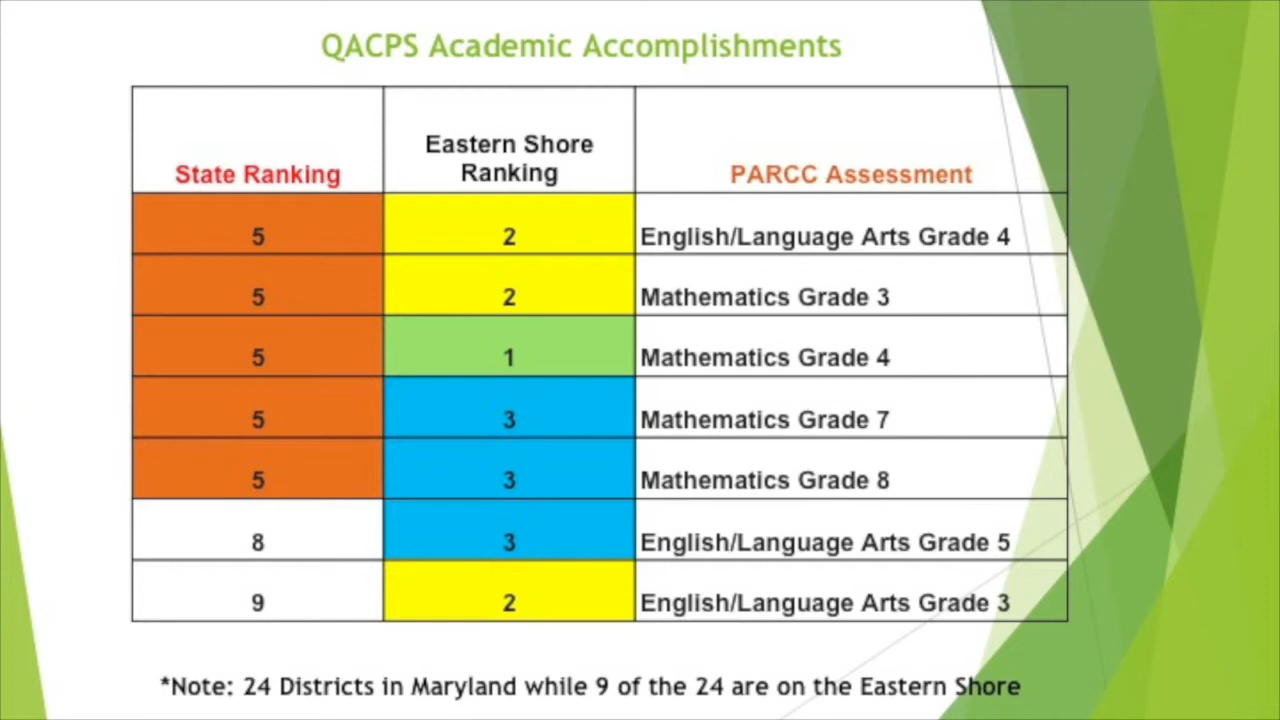 QACPS Academic Accomplishments
State Ranking
Eastern Shore
Ranking
PARCC Assessment
5 2 English/Language Arts Grade 4
5 2 Mathematics Grade 3
5 1 Mathematics Grade 4
5 3 Mathematics Grade 7
5 3 Mathematics Grade 8
8 3 English/Language Arts Grade 5
9 2 English/Language Arts Grade 3
*Note: 24 Districts in Maryland while 9 of the 24 are on the Eastern Shore